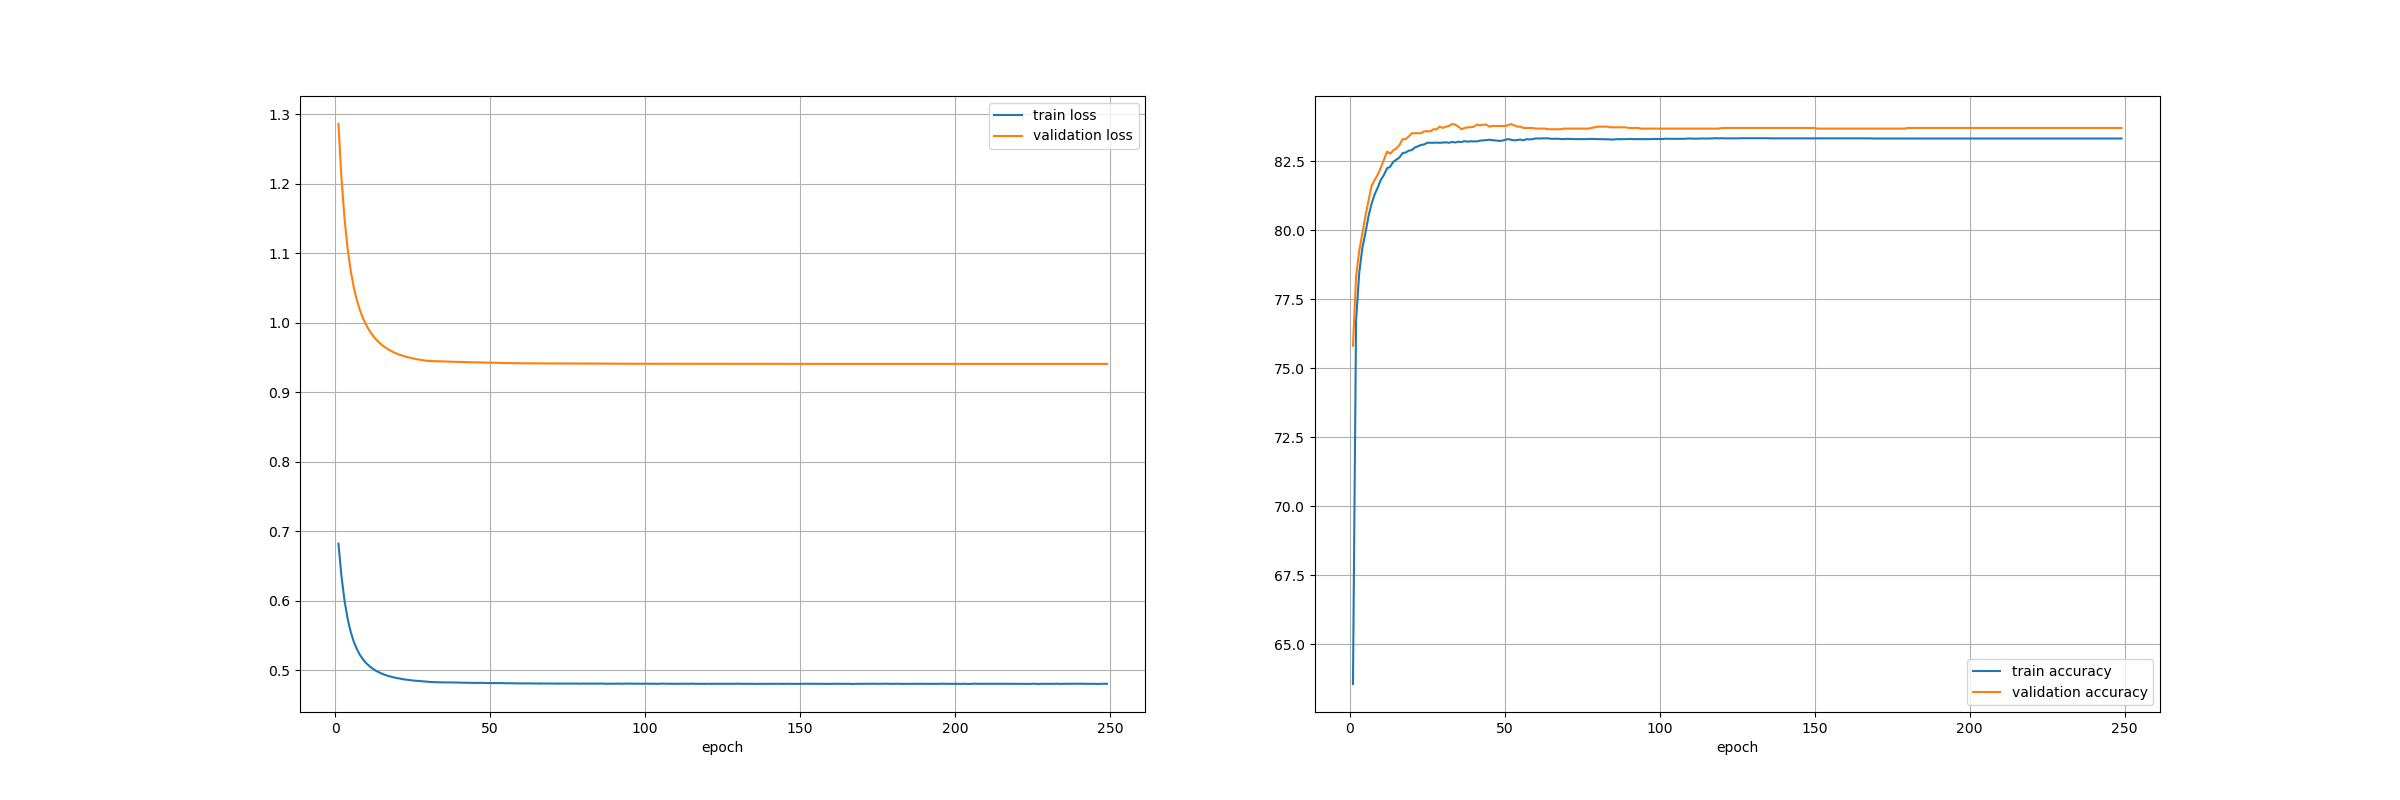 1.3
1.2
1.1
1.0
0.9
0.8
0.7
0.6
0.5
0 50 100 150 200 250
epoch
train loss
validation loss
82.5
80.0
77.5
75.0
72.5
70.0
67.5
65.0
0 50 100 150 200 250
epoch
train accuracy
validation accuracy